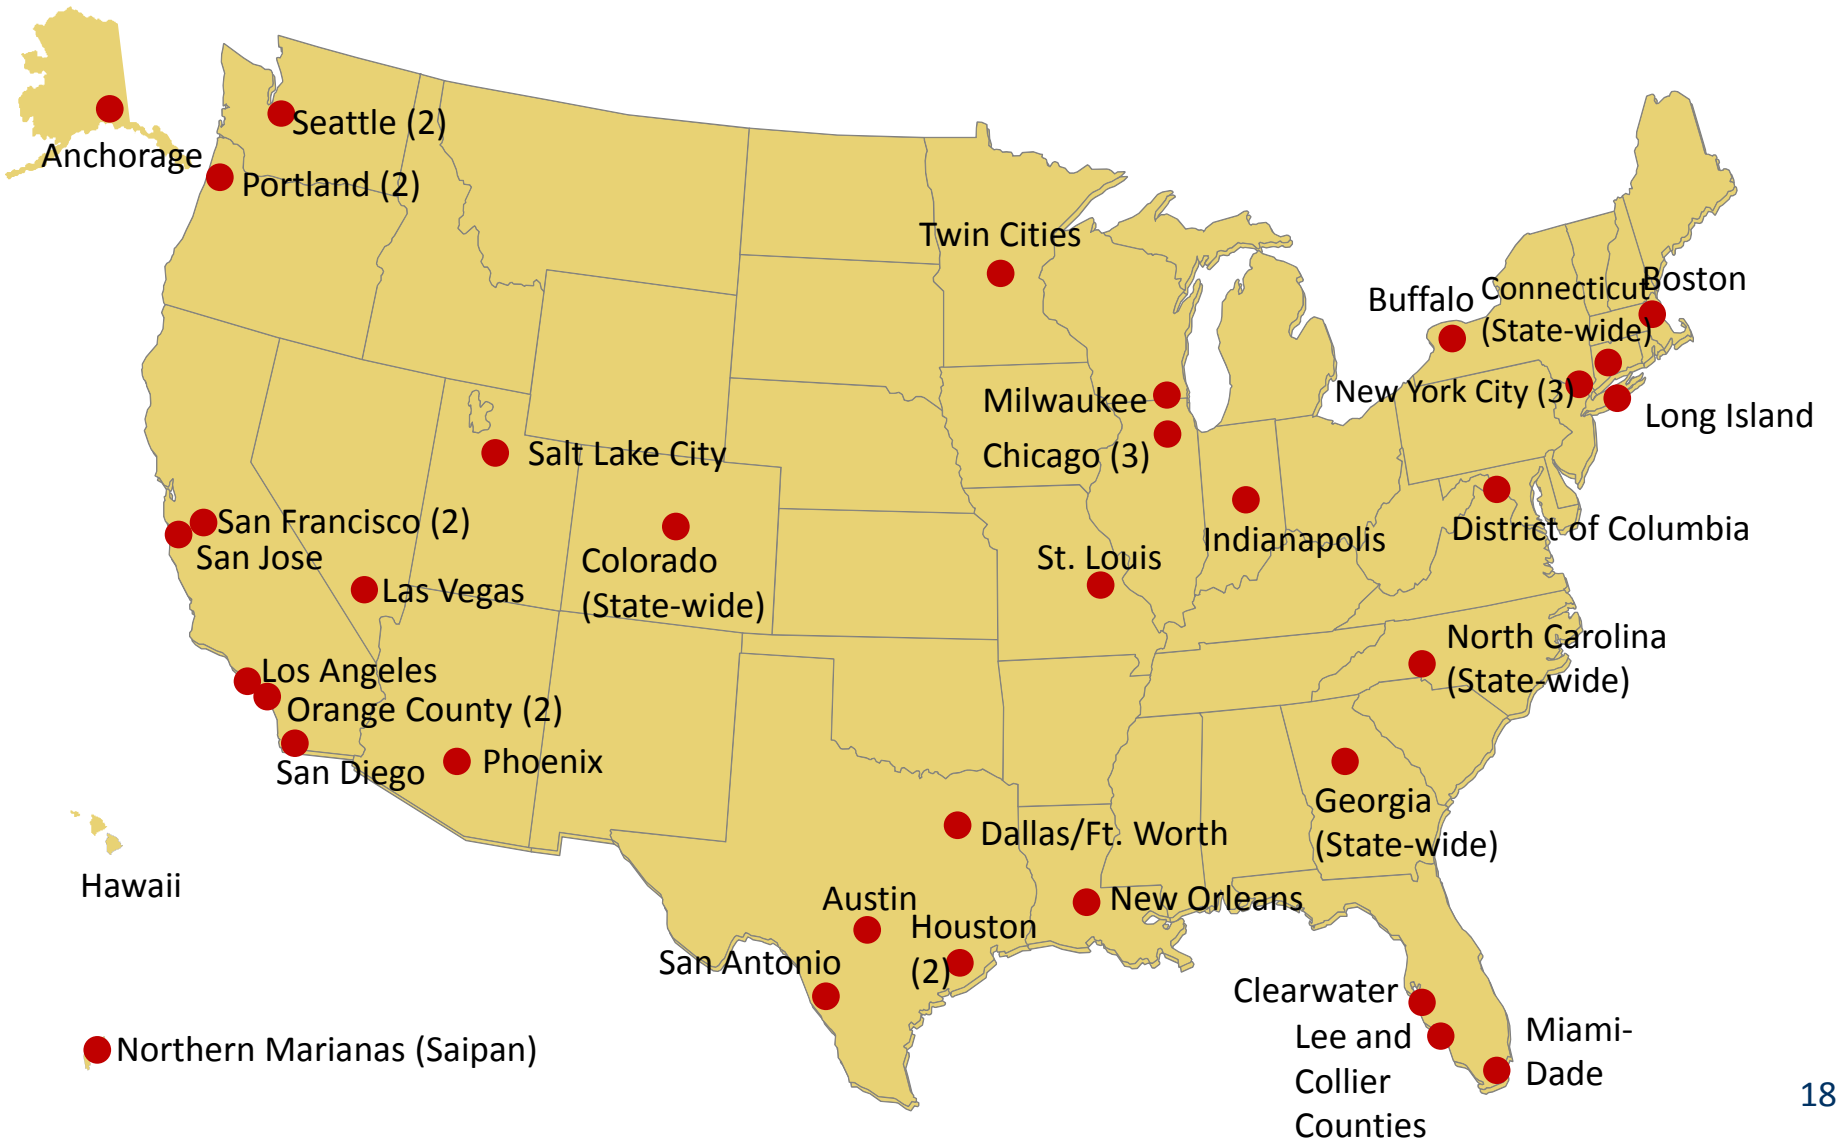 Seattle (2)
Anchorage
Portland (2)
Twin Cities
Boston
Connecticut
(State-wide)
Buffalo
New York City (3)
Long Island
Milwaukee
Chicago (3)
Salt Lake City
San Francisco (2)
San Jose
Colorado
(State-wide)
Las Vegas
St. Louis
Indianapolis
District of Columbia
North Carolina
(State-wide)
Los Angeles
Orange County (2)
San Diego
Phoenix
Georgia
(State-wide)
Dallas/Ft. Worth
Hawaii
Austin
Houston
(2)
New Orleans
San Antonio
Clearwater
Lee and
Collier
Counties
Miami-
Dade
Northern Marianas (Saipan)
18